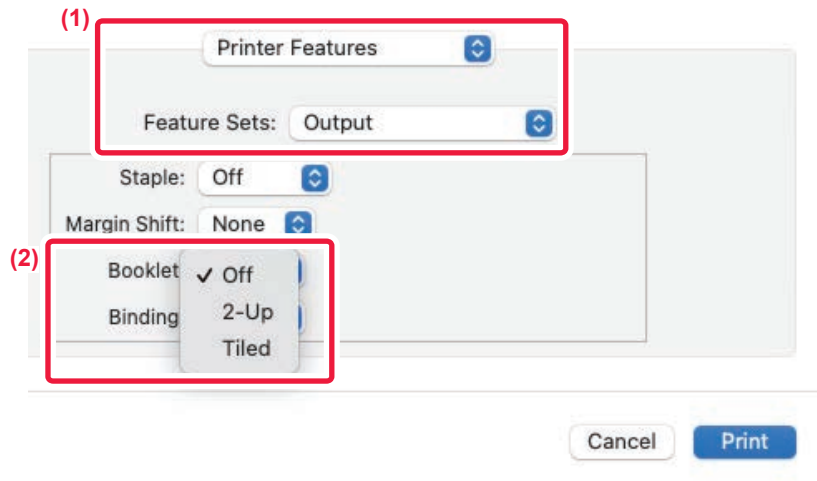 (1)
Printer Features
Feature Sets: Output
Staple: Off
Margin Shift: None
(2)
Booklet ✓ Off
2-Up
Binding
Tiled
Cancel Print